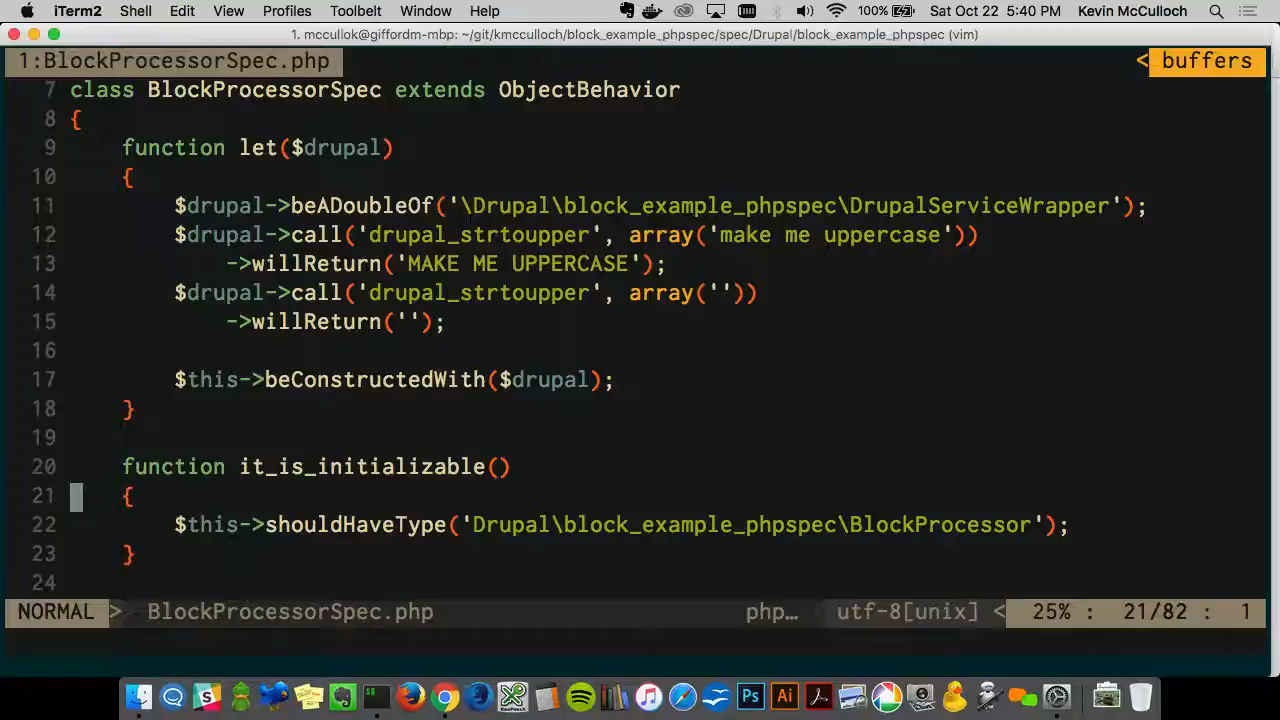 iTerm2 Shell Edit View Profiles Toolbelt Window Help 100% Sat Oct 22 5:40 PM Kevin McCulloch
1. mccullok@giffordm-mbp: ~/git/kmcculloch/block_example_phpspec/spec/Drupal/block_example_phpspec (vim)
1:BlockProcessorSpec.php < buffers
7 class BlockProcessorSpec extends ObjectBehavior
8 {
9 function let($drupal)
10 {
11 $drupal->beADoubleOf('\Drupal\block_example_phpspec\DrupalServiceWrapper');
12 $drupal->call('drupal_strtoupper', array('make me uppercase'))
13 ->willReturn('MAKE ME UPPERCASE');
14 $drupal->call('drupal_strtoupper', array(''))
15 ->willReturn('');
16
17 $this->beConstructedWith($drupal);
18 }
19
20 function it_is_initializable()
21 {
22 $this->shouldHaveType('Drupal\block_example_phpspec\BlockProcessor');
23 }
24
NORMAL > BlockProcessorSpec.php php… utf-8[unix] < 25% : 21/82 : 1